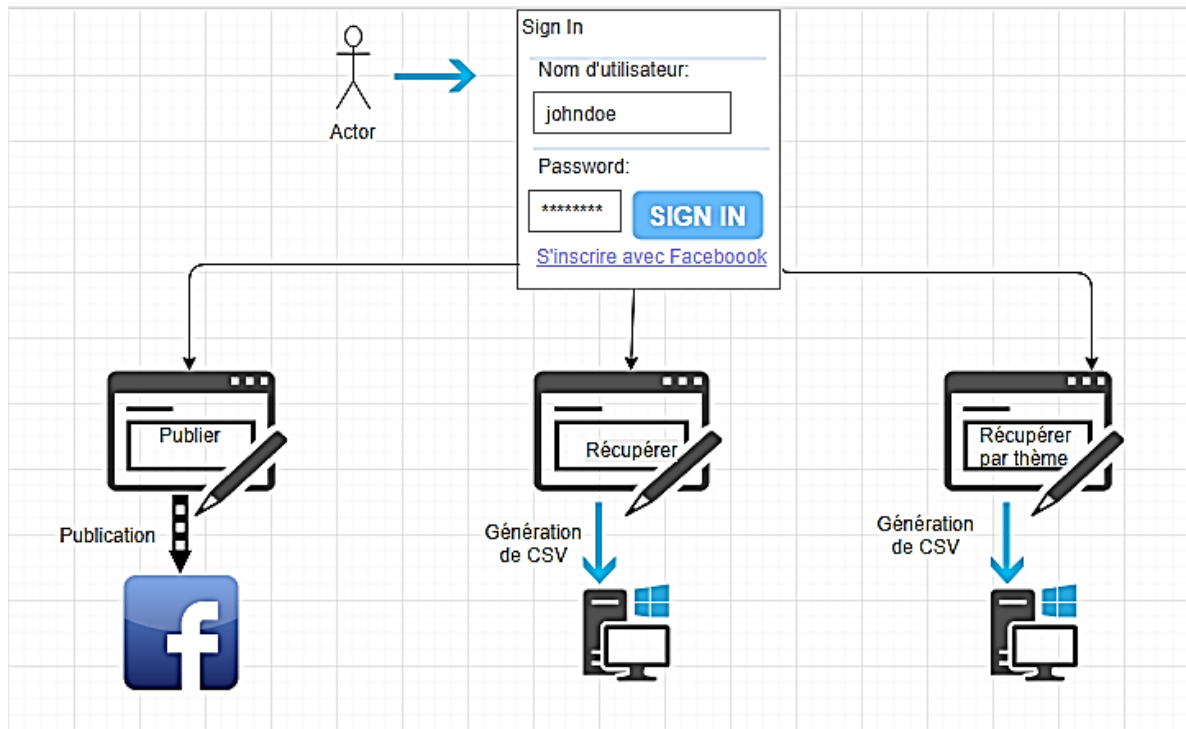 Sign In
Nom d'utilisateur:
johndoe
Actor
Password:
********
SIGN IN
S'inscrire avec Faceboook
Publier
Récupérer
Récupérer
par thème
Publication
Génération
de CSV
Génération
de CSV
f